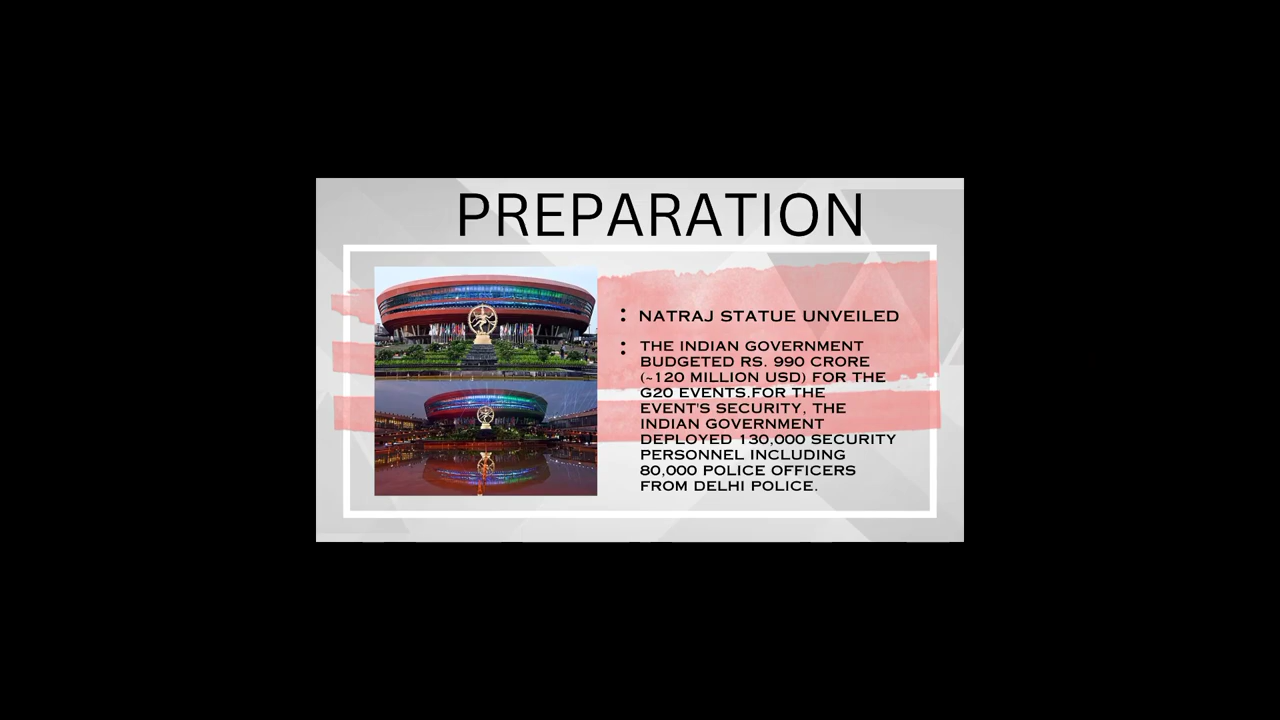 PREPARATION
: NATRAJ STATUE UNVEILED
: THE INDIAN GOVERNMENT
BUDGETED RS. 990 CRORE
(~120 MILLION USD) FOR THE
G20 EVENTS.FOR THE
EVENT'S SECURITY, THE
INDIAN GOVERNMENT
DEPLOYED 130,000 SECURITY
PERSONNEL INCLUDING
80,000 POLICE OFFICERS
FROM DELHI POLICE.